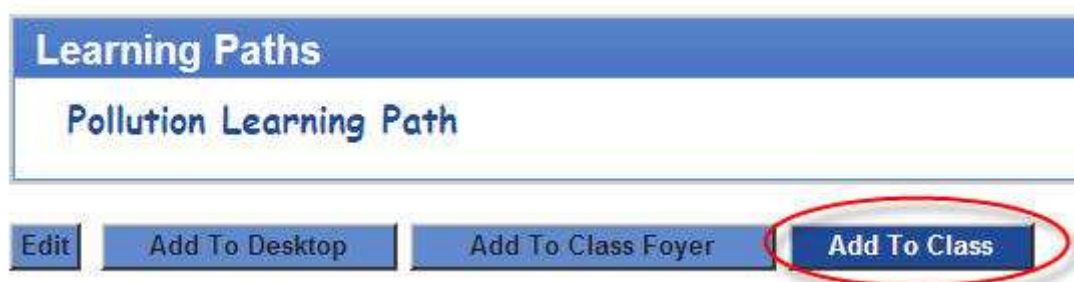 Learning Paths
Pollution Learning Path
Edit Add To Desktop Add To Class Foyer Add To Class